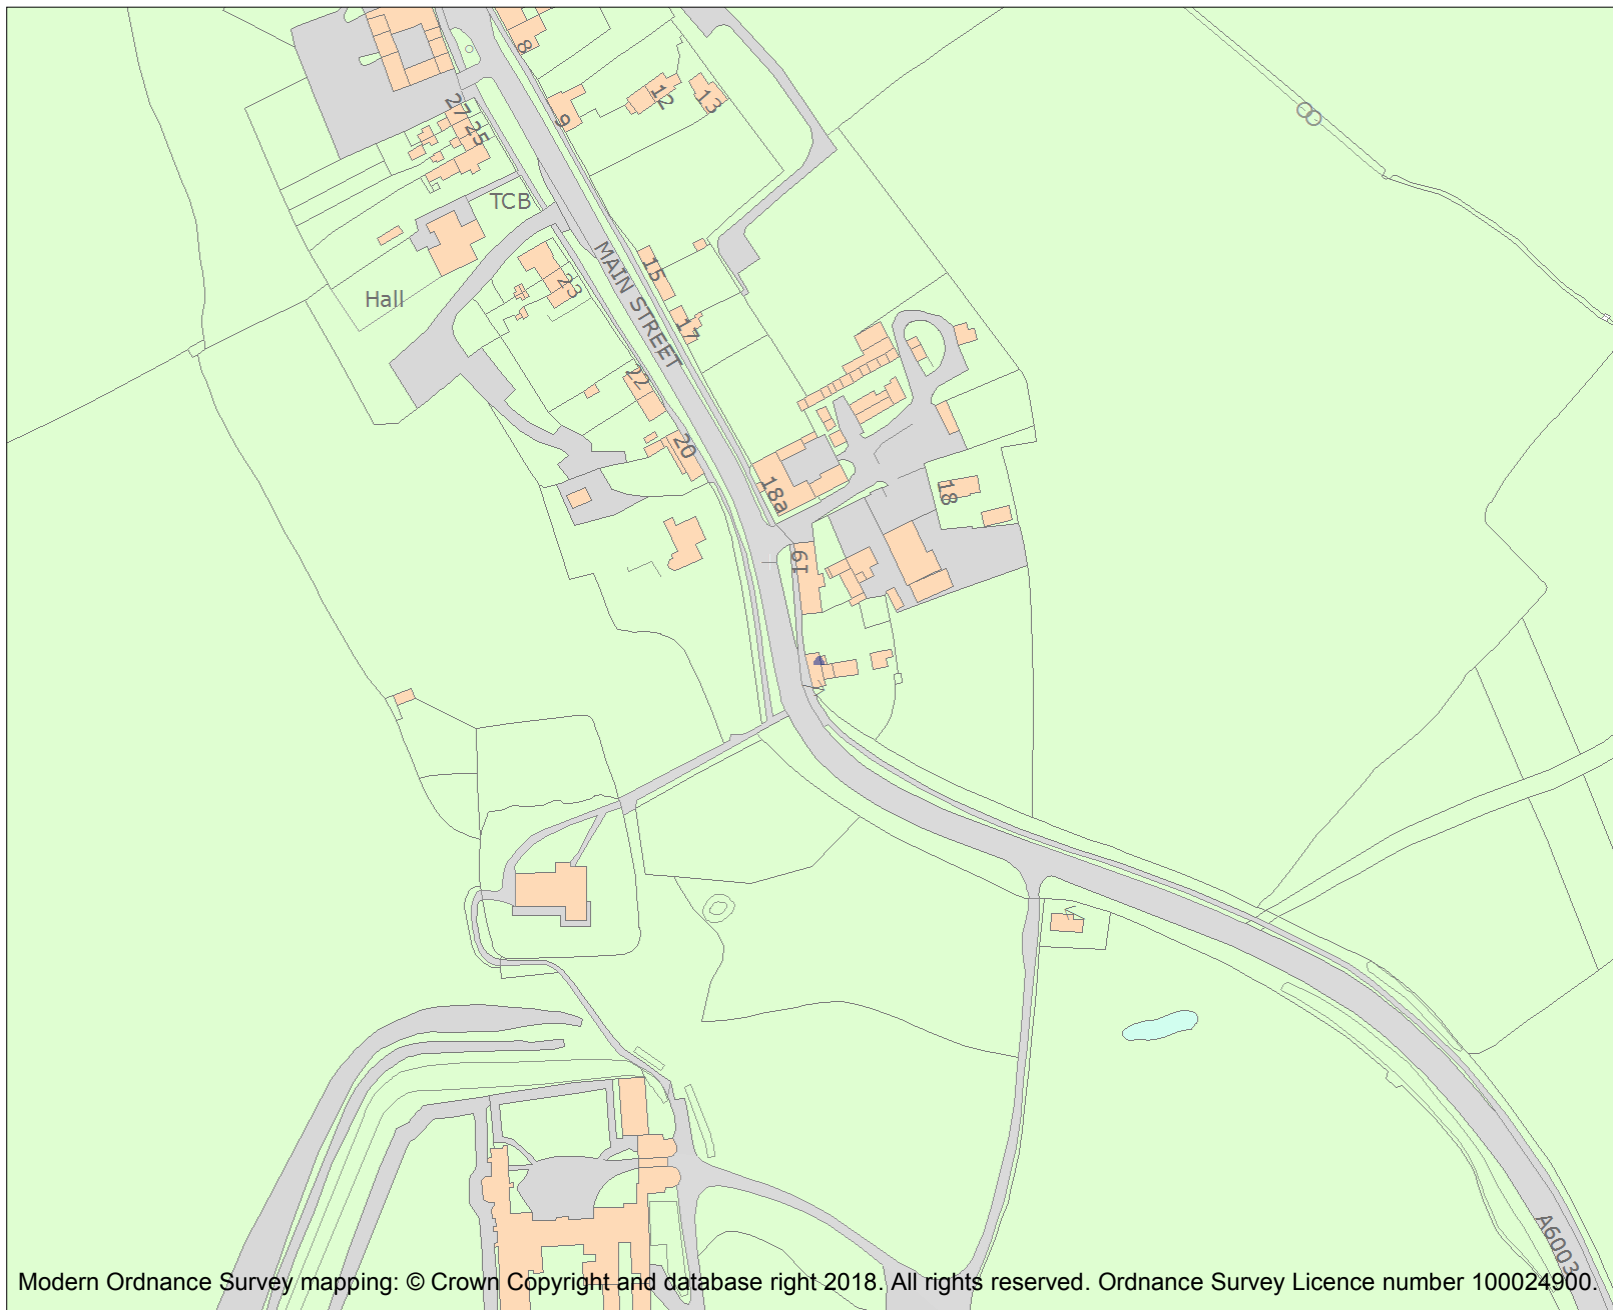 8
12
13
9
27
25
TCB
MAIN STREET
15
23
Hall
17
22
20
18a
18
19
A6003
Modern Ordnance Survey mapping: © Crown Copyright and database right 2018. All rights reserved. Ordnance Survey Licence number 100024900.